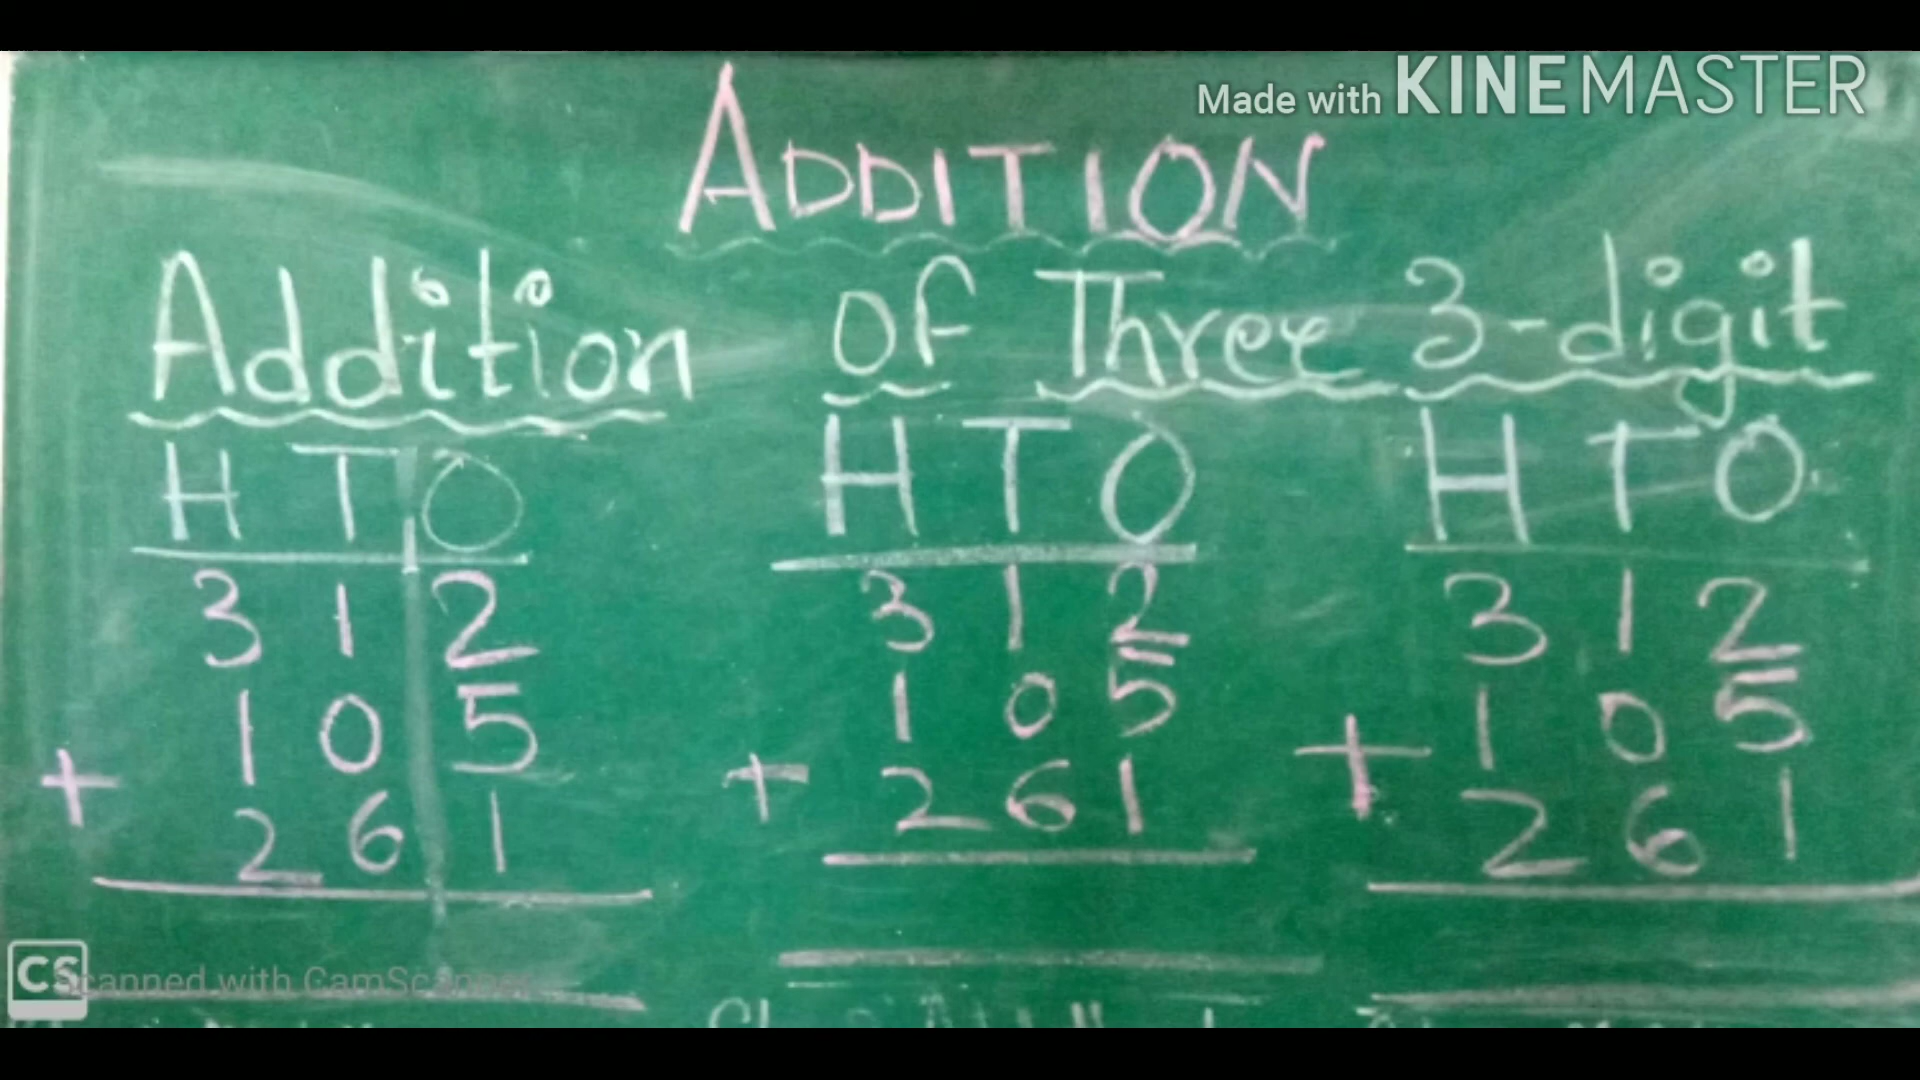 Made with KINEMASTER
ADDITION
Addition of Three 3-digit
H T O H T O H T O
3 1 2 3 1 2 3 1 2
1 0 5 1 0 5 1 0 5
+ 2 6 1 + 2 6 1 + 2 6 1
CS Scanned with CamScanner